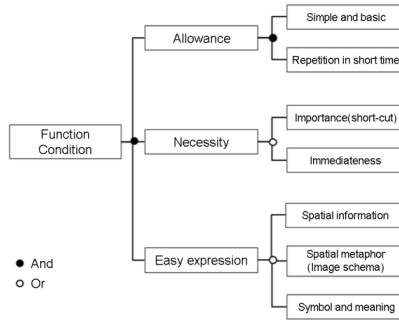 Simple and basic
Allowance
Repetition in short time
Function
Condition
Importance(short-cut)
Necessity
Immediateness
Spatial information
Easy expression
Spatial metaphor
(Image schema)
Symbol and meaning
And
Or